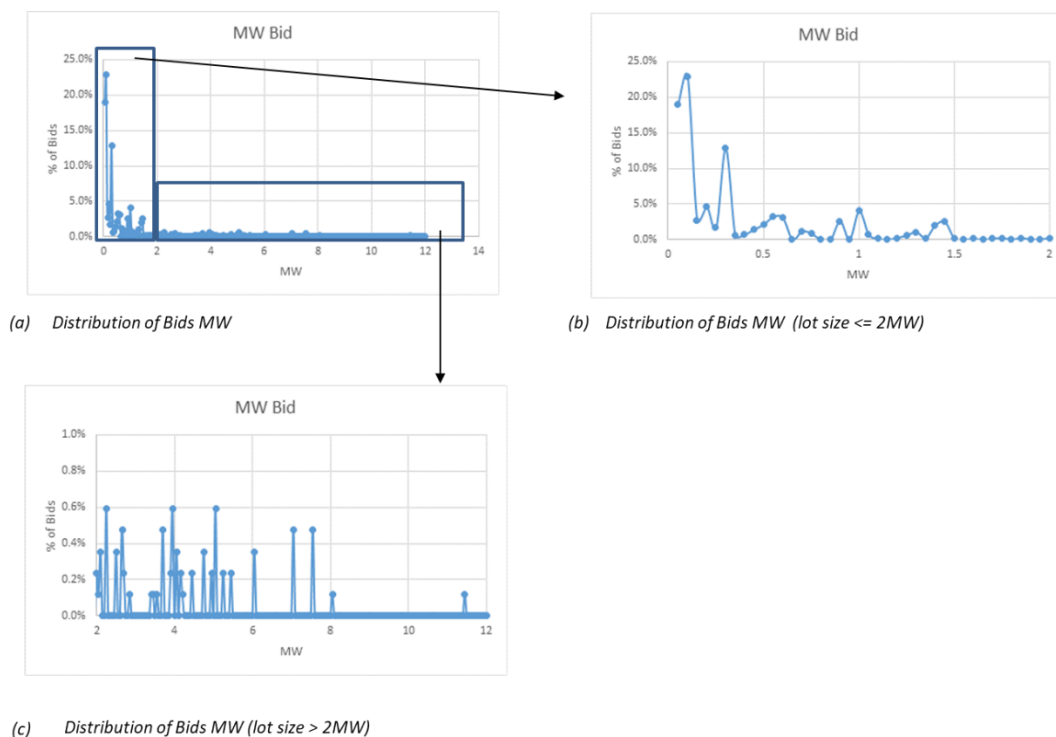 MW Bid
25.0%
20.0%
15.0%
10.0%
5.0%
0.0%
% of Bids
0 2 4 6 8 10 12 14
MW
(a) Distribution of Bids MW
MW Bid
25.0%
20.0%
15.0%
10.0%
5.0%
0.0%
% of Bids
0 0.5 1 1.5 2
MW
(b) Distribution of Bids MW (lot size <= 2MW)
MW Bid
1.0%
0.8%
0.6%
0.4%
0.2%
0.0%
% of Bids
2 4 6 8 10 12
MW
(c) Distribution of Bids MW (lot size > 2MW)